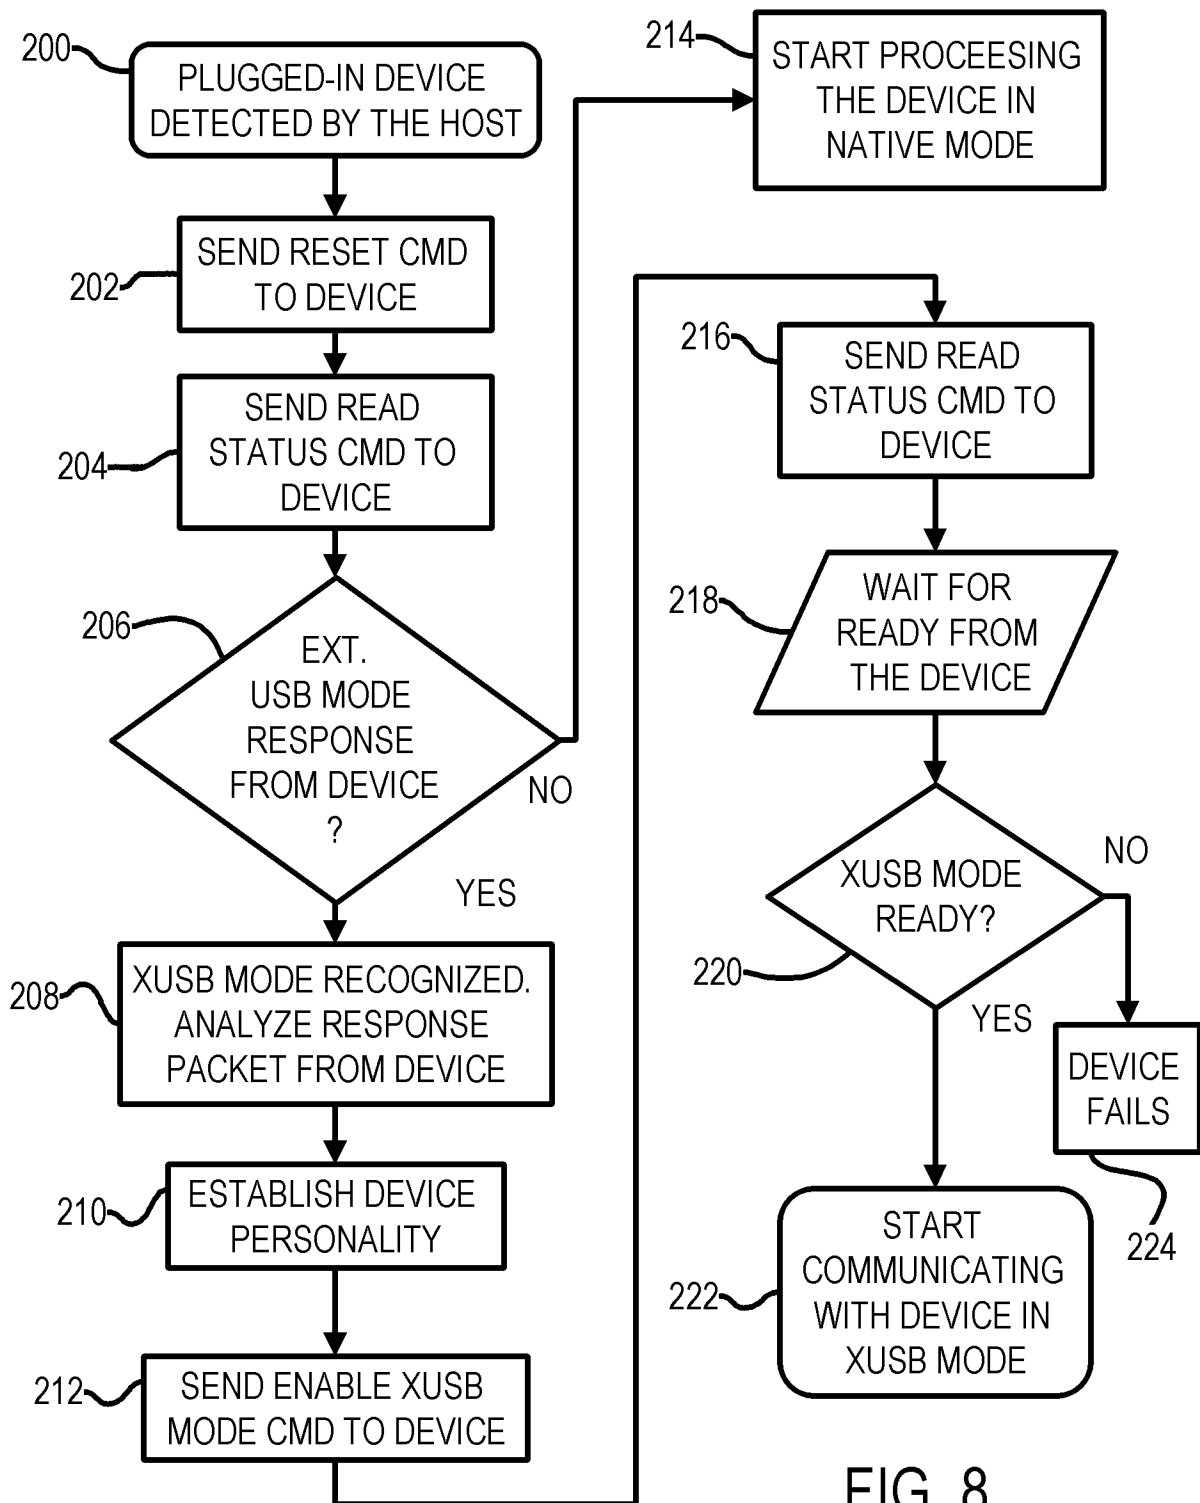 200
PLUGGED-IN DEVICE
DETECTED BY THE HOST
202
SEND RESET CMD
TO DEVICE
204
SEND READ
STATUS CMD TO
DEVICE
206
EXT.
USB MODE
RESPONSE
FROM DEVICE
?
NO
YES
208
XUSB MODE RECOGNIZED.
ANALYZE RESPONSE
PACKET FROM DEVICE
210
ESTABLISH DEVICE
PERSONALITY
212
SEND ENABLE XUSB
MODE CMD TO DEVICE
214
START PROCEESING
THE DEVICE IN
NATIVE MODE
216
SEND READ
STATUS CMD TO
DEVICE
218
WAIT FOR
READY FROM
THE DEVICE
220
XUSB MODE
READY?
NO
YES
DEVICE
FAILS
224
222
START
COMMUNICATING
WITH DEVICE IN
XUSB MODE
FIG. 8